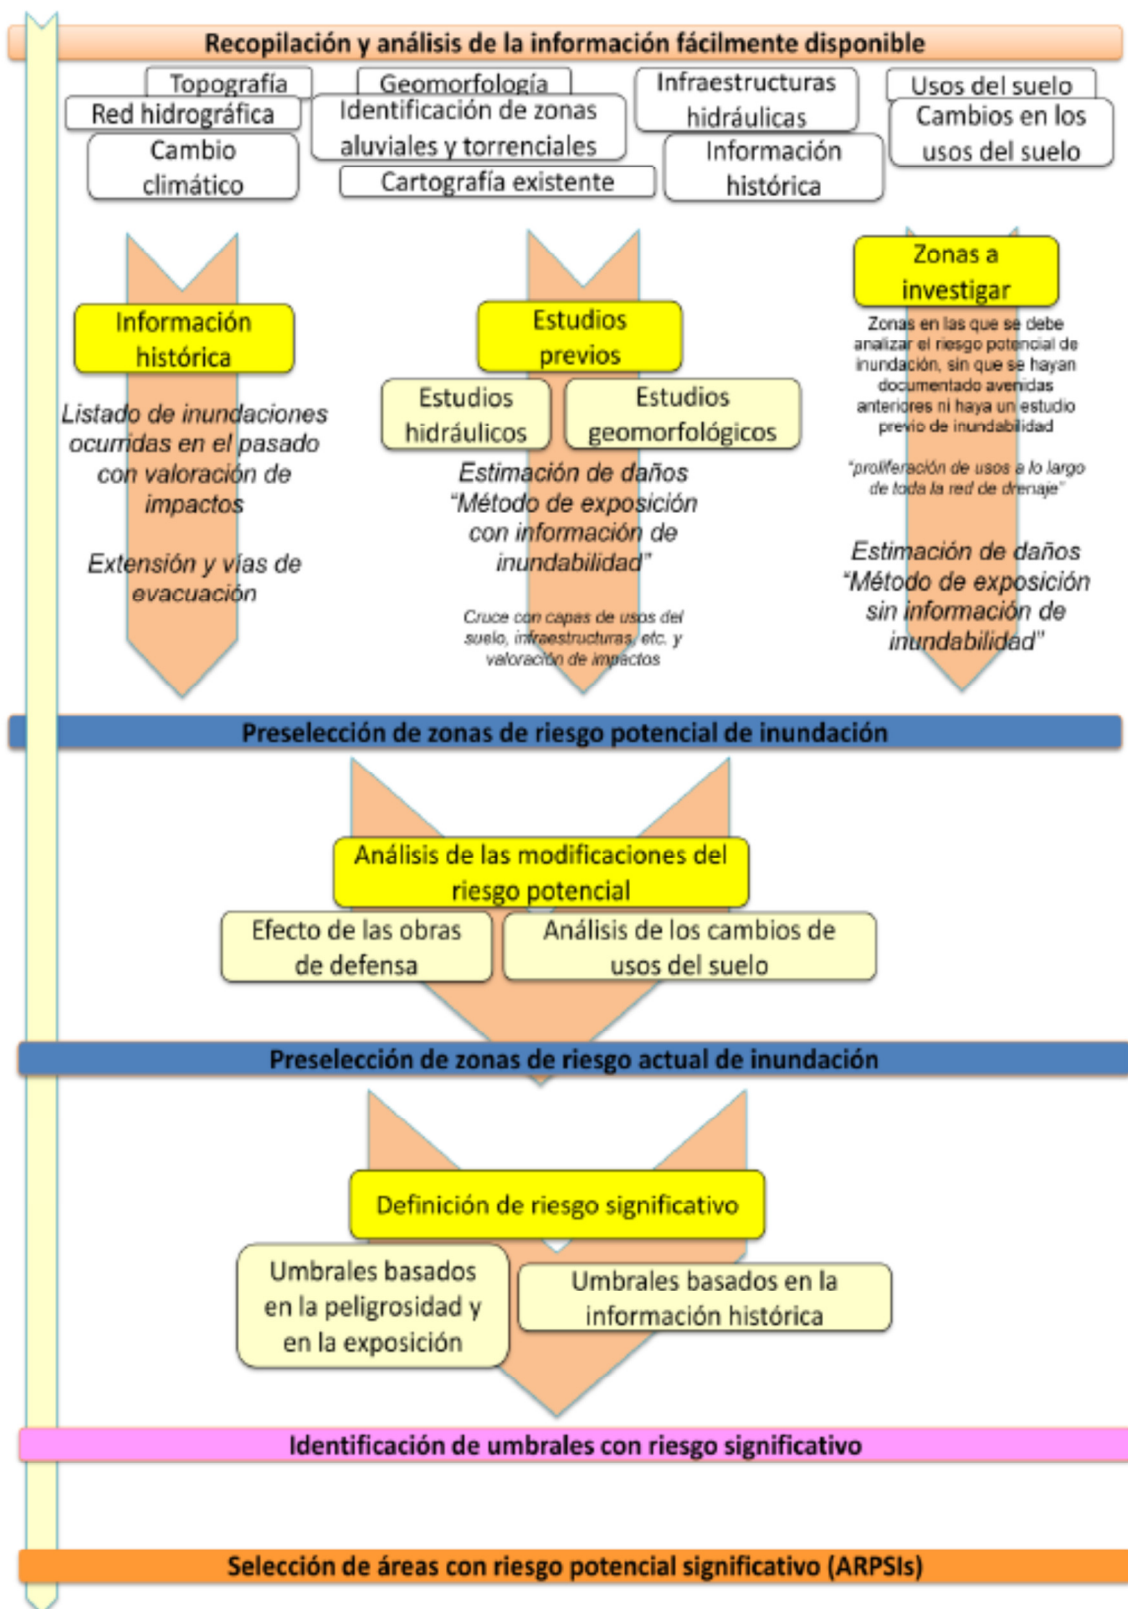 Recopilación y análisis de la información fácilmente disponible
Topografía
Red hidrográfica
Cambio
climático
Geomorfología
Identificación de zonas
aluviales y torrenciales
Cartografía existente
Infraestructuras
hidráulicas
Información
histórica
Usos del suelo
Cambios en los
usos del suelo
Información
histórica
Listado de inundaciones
ocurridas en el pasado
con valoración de
impactos
Extensión y vías de
evacuación
Estudios
previos
Estudios
hidráulicos
Estudios
geomorfológicos
Estimación de daños
“Método de exposición
con información de
inundabilidad”
Cruce con capas de usos del
suelo, infraestructuras, etc. y
valoración de impactos
Zonas a
investigar
Zonas en las que se debe
analizar el riesgo potencial de
inundación, sin que se hayan
documentado avenidas
anteriores ni haya un estudio
previo de inundabilidad
“proliferación de usos a lo largo
de toda la red de drenaje”
Estimación de daños
“Método de exposición
sin información de
inundabilidad”
Preselección de zonas de riesgo potencial de inundación
Análisis de las modificaciones del
riesgo potencial
Efecto de las obras
de defensa
Análisis de los cambios de
usos del suelo
Preselección de zonas de riesgo actual de inundación
Definición de riesgo significativo
Umbrales basados
en la peligrosidad y
en la exposición
Umbrales basados en la
información histórica
Identificación de umbrales con riesgo significativo
Selección de áreas con riesgo potencial significativo (ARPSIs)